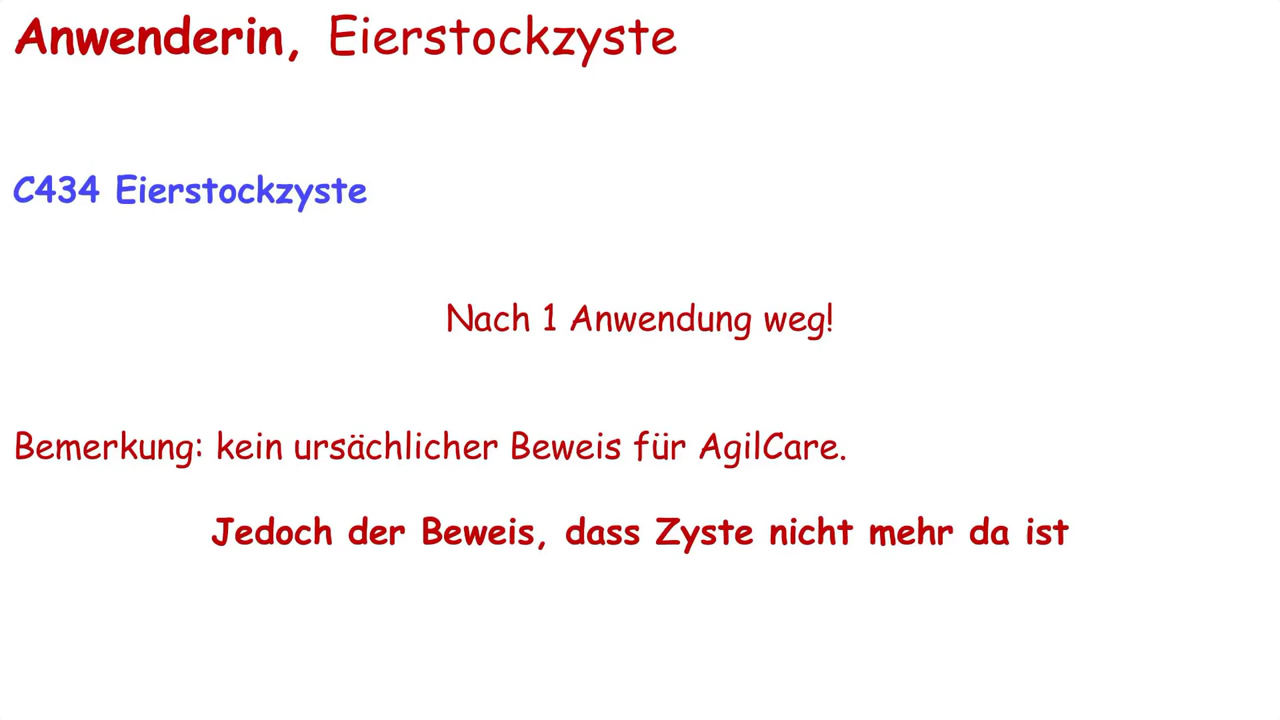 Anwenderin, Eierstockzyste
C434 Eierstockzyste
Nach 1 Anwendung weg!
Bemerkung: kein ursächlicher Beweis für AgilCare.
Jedoch der Beweis, dass Zyste nicht mehr da ist